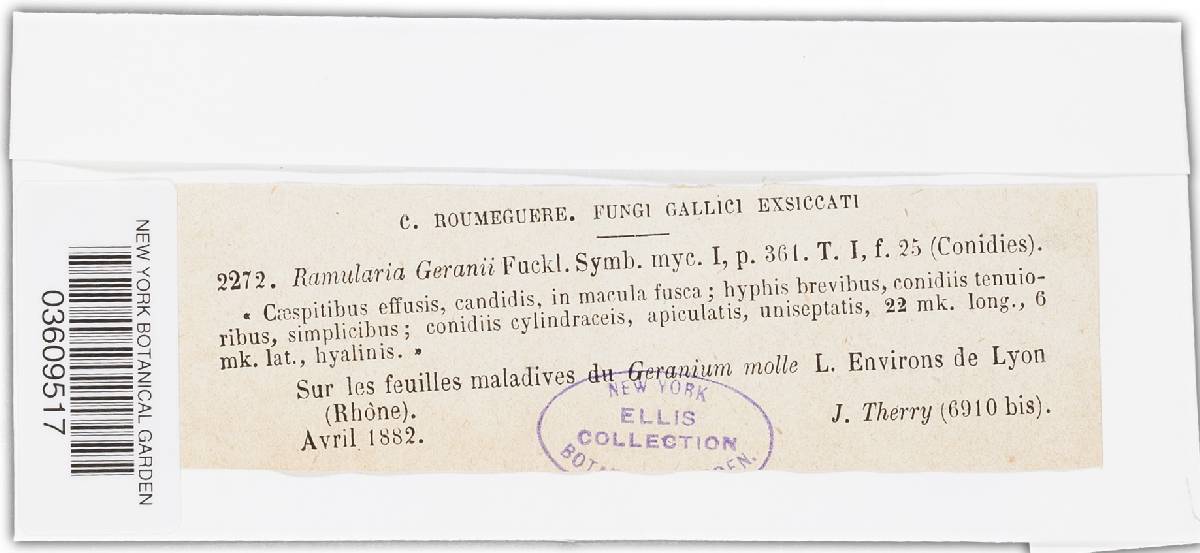 C. ROUMEGUERE. FUNGI GALLICI EXSICCATI
2272. Ramularia Geranii Fuckl. Symb. myc. I, p. 361. T. I, f. 25 (Conidies).
« Cæspitibus effusis, candidis, in macula fusca ; hyphis brevibus, conidiis tenuio-
ribus, simplicibus ; conidiis cylindraceis, apiculatis, uniseptatis, 22 mk. long., 6
mk. lat., hyalinis. »
Sur les feuilles maladives du Geranium molle L. Environs de Lyon
(Rhône).
J. Therry (6910 bis).
Avril 1882.
NEW YORK
ELLIS
COLLECTION
NEW YORK BOTANICAL GARDEN
03609517